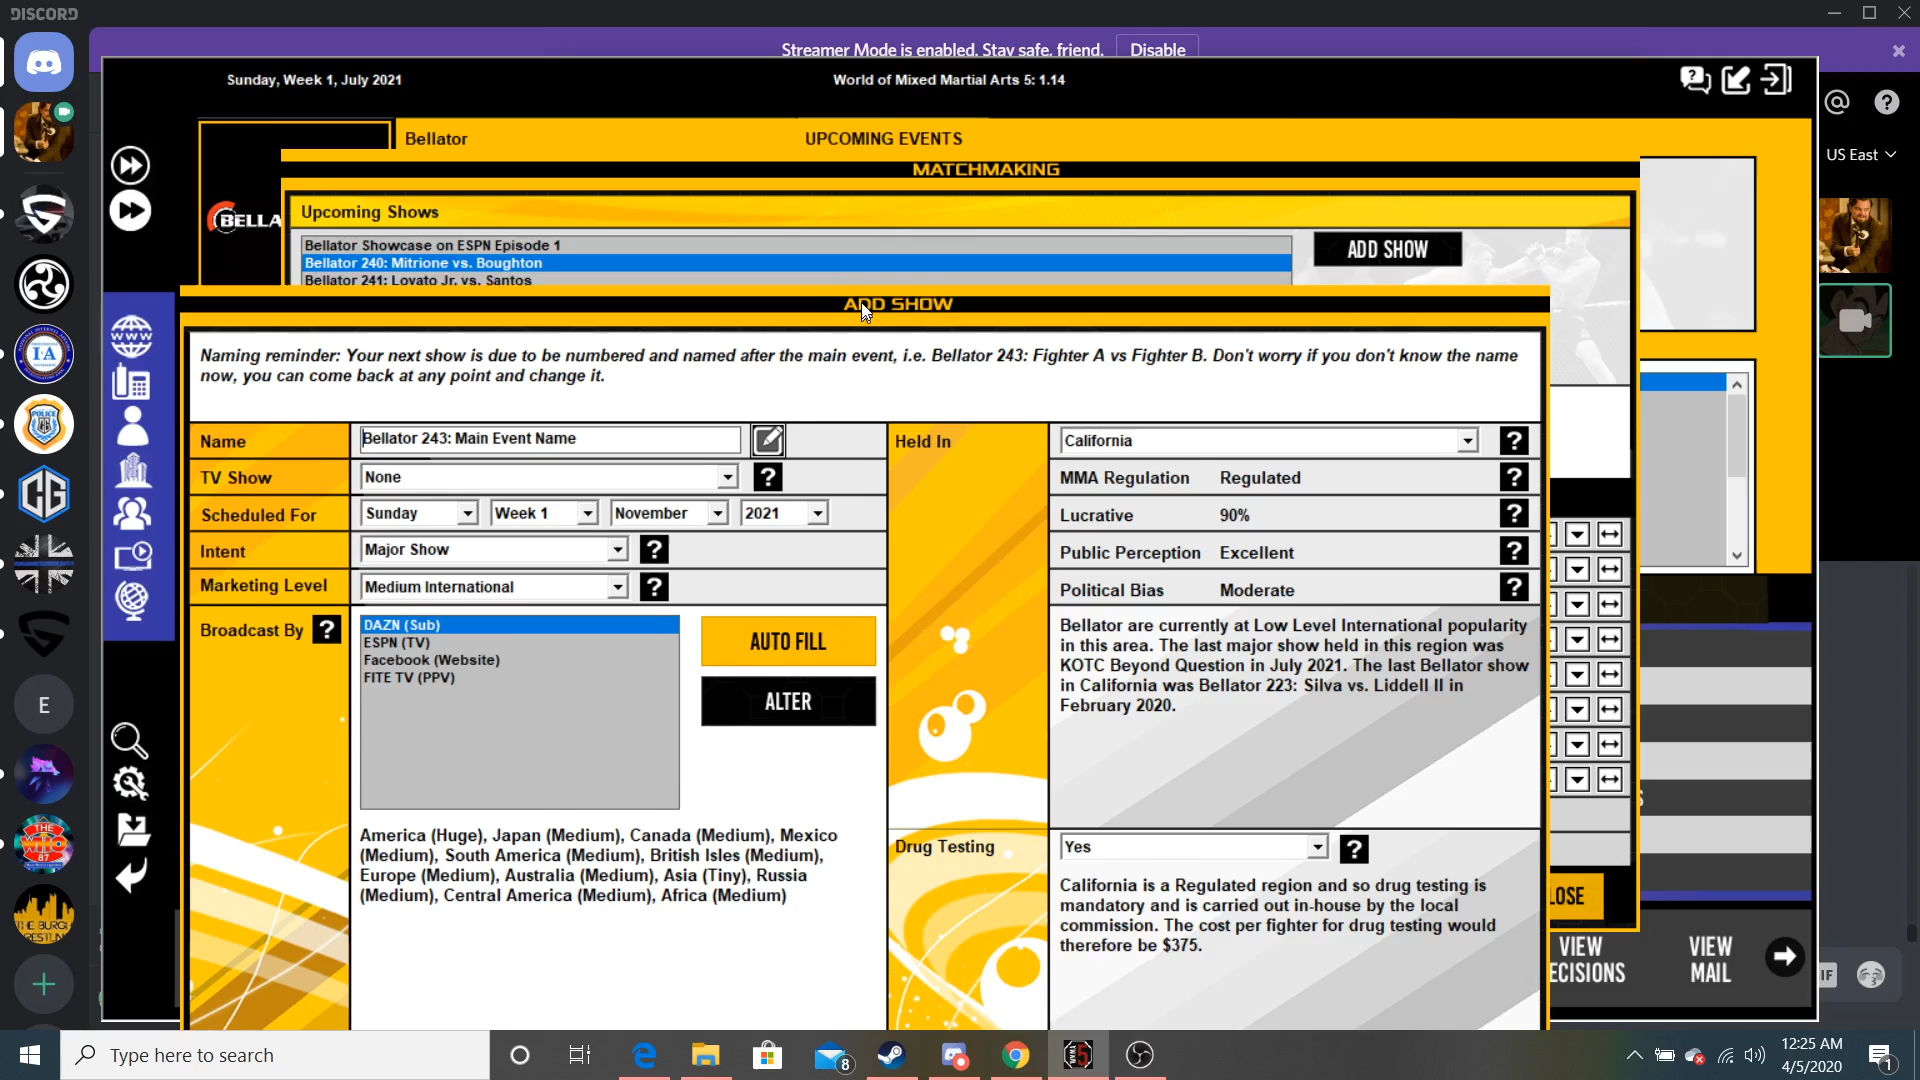 DISCORD
Streamer Mode is enabled. Stay safe, friend.
Disable
Sunday, Week 1, July 2021
World of Mixed Martial Arts 5: 1.14
US East
Bellator
UPCOMING EVENTS
MATCHMAKING
BELLA
Upcoming Shows
Bellator Showcase on ESPN Episode 1
Bellator 240: Mitrione vs. Boughton
Bellator 241: Lovato Jr. vs. Santos
ADD SHOW
ADD SHOW
Naming reminder: Your next show is due to be numbered and named after the main event, i.e. Bellator 243: Fighter A vs Fighter B. Don't worry if you don't know the name
now, you can come back at any point and change it.
Name
Bellator 243: Main Event Name
TV Show
None
Scheduled For
Sunday
Week 1
November
2021
Intent
Major Show
Marketing Level
Medium International
Broadcast By
DAZN (Sub)
ESPN (TV)
Facebook (Website)
FITE TV (PPV)
AUTO FILL
ALTER
America (Huge), Japan (Medium), Canada (Medium), Mexico
(Medium), South America (Medium), British Isles (Medium),
Europe (Medium), Australia (Medium), Asia (Tiny), Russia
(Medium), Central America (Medium), Africa (Medium)
Held In
California
MMA Regulation
Regulated
Lucrative
90%
Public Perception
Excellent
Political Bias
Moderate
Bellator are currently at Low Level International popularity
in this area. The last major show held in this region was
KOTC Beyond Question in July 2021. The last Bellator show
in California was Bellator 223: Silva vs. Liddell II in
February 2020.
Drug Testing
Yes
California is a Regulated region and so drug testing is
mandatory and is carried out in-house by the local
commission. The cost per fighter for drug testing would
therefore be $375.
LOSE
VIEW
ECISIONS
VIEW
MAIL
IF
WWW
IA
POLICE
CG
E
THE
WHO
87
THE BURGH
Type here to search
8
12:25 AM
4/5/2020
1